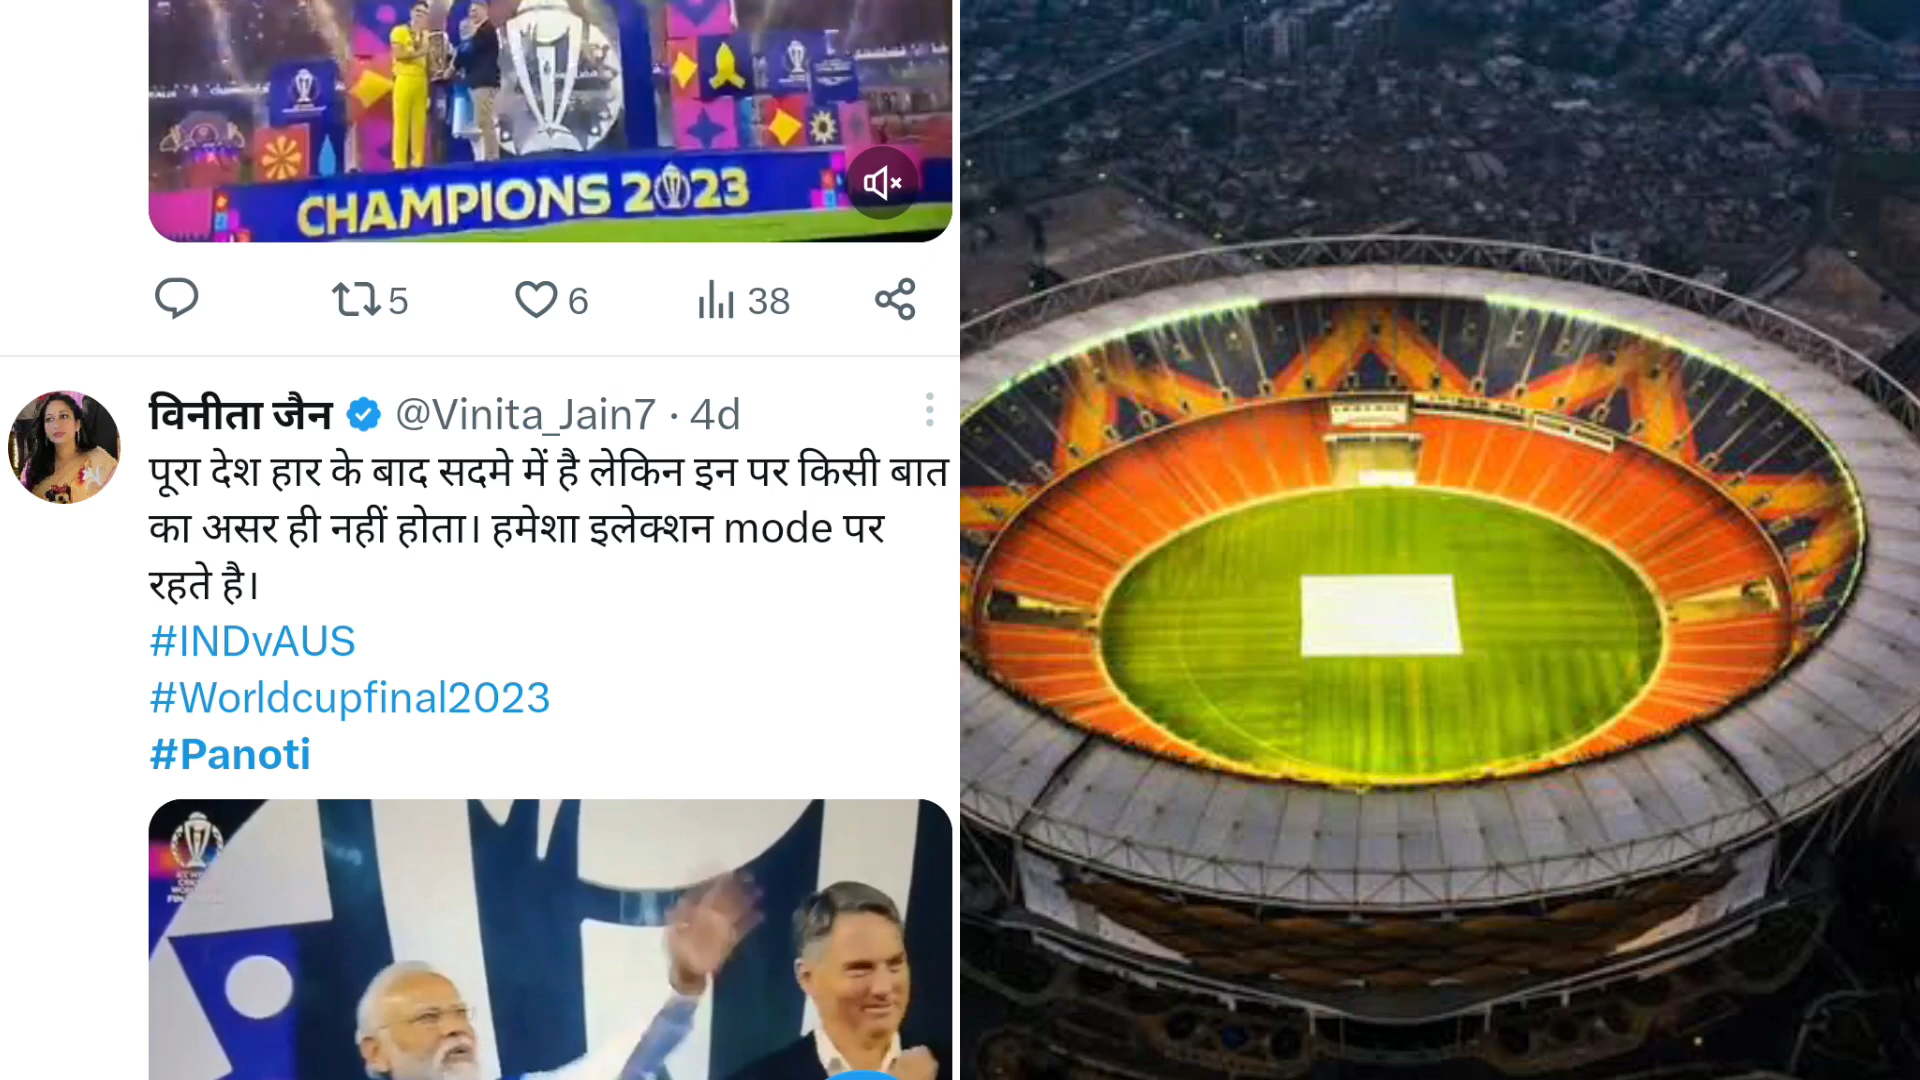 CHAMPIONS 2023
5 6 38
विनीता जैन @Vinita_Jain7 · 4d
पूरा देश हार के बाद सदमे में है लेकिन इन पर किसी बात
का असर ही नहीं होता। हमेशा इलेक्शन mode पर
रहते है।
#INDvAUS
#Worldcupfinal2023
#Panoti